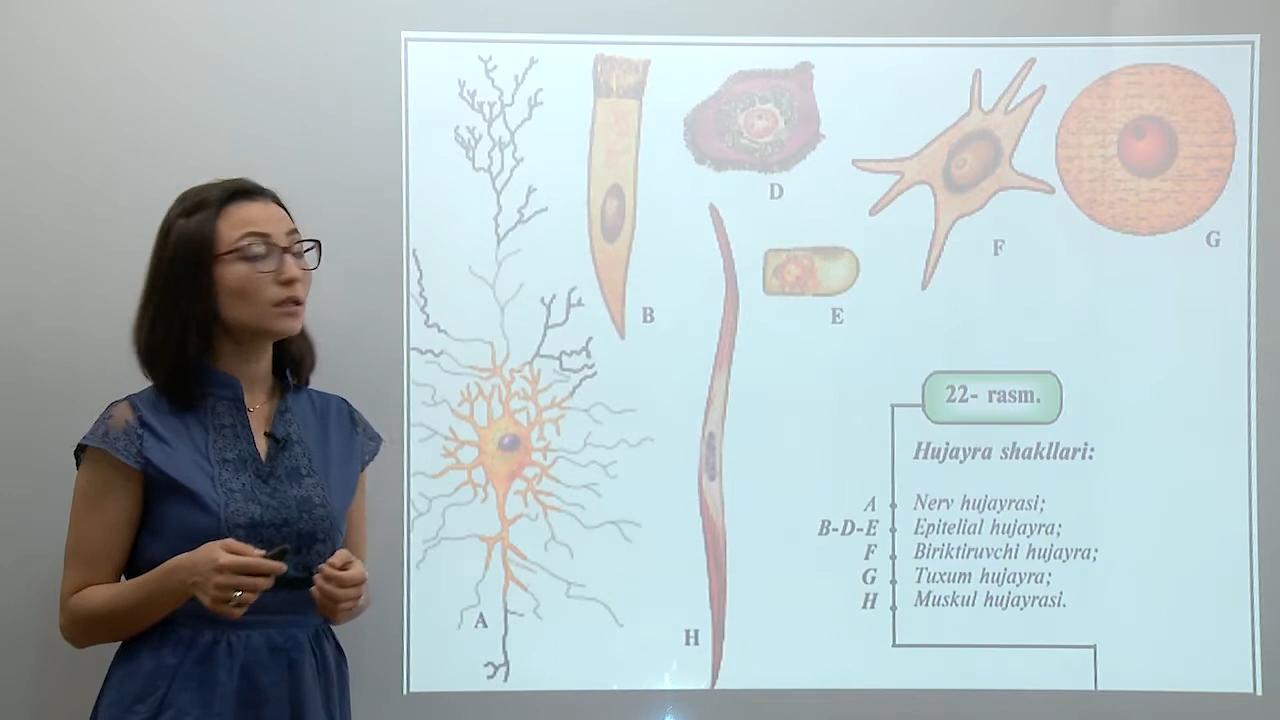 B
D
E
F
G
A
H
22- rasm.
Hujayra shakllari:
A Nerv hujayrasi;
B-D-E Epitelial hujayra;
F Biriktiruvchi hujayra;
G Tuxum hujayra;
H Muskul hujayrasi.